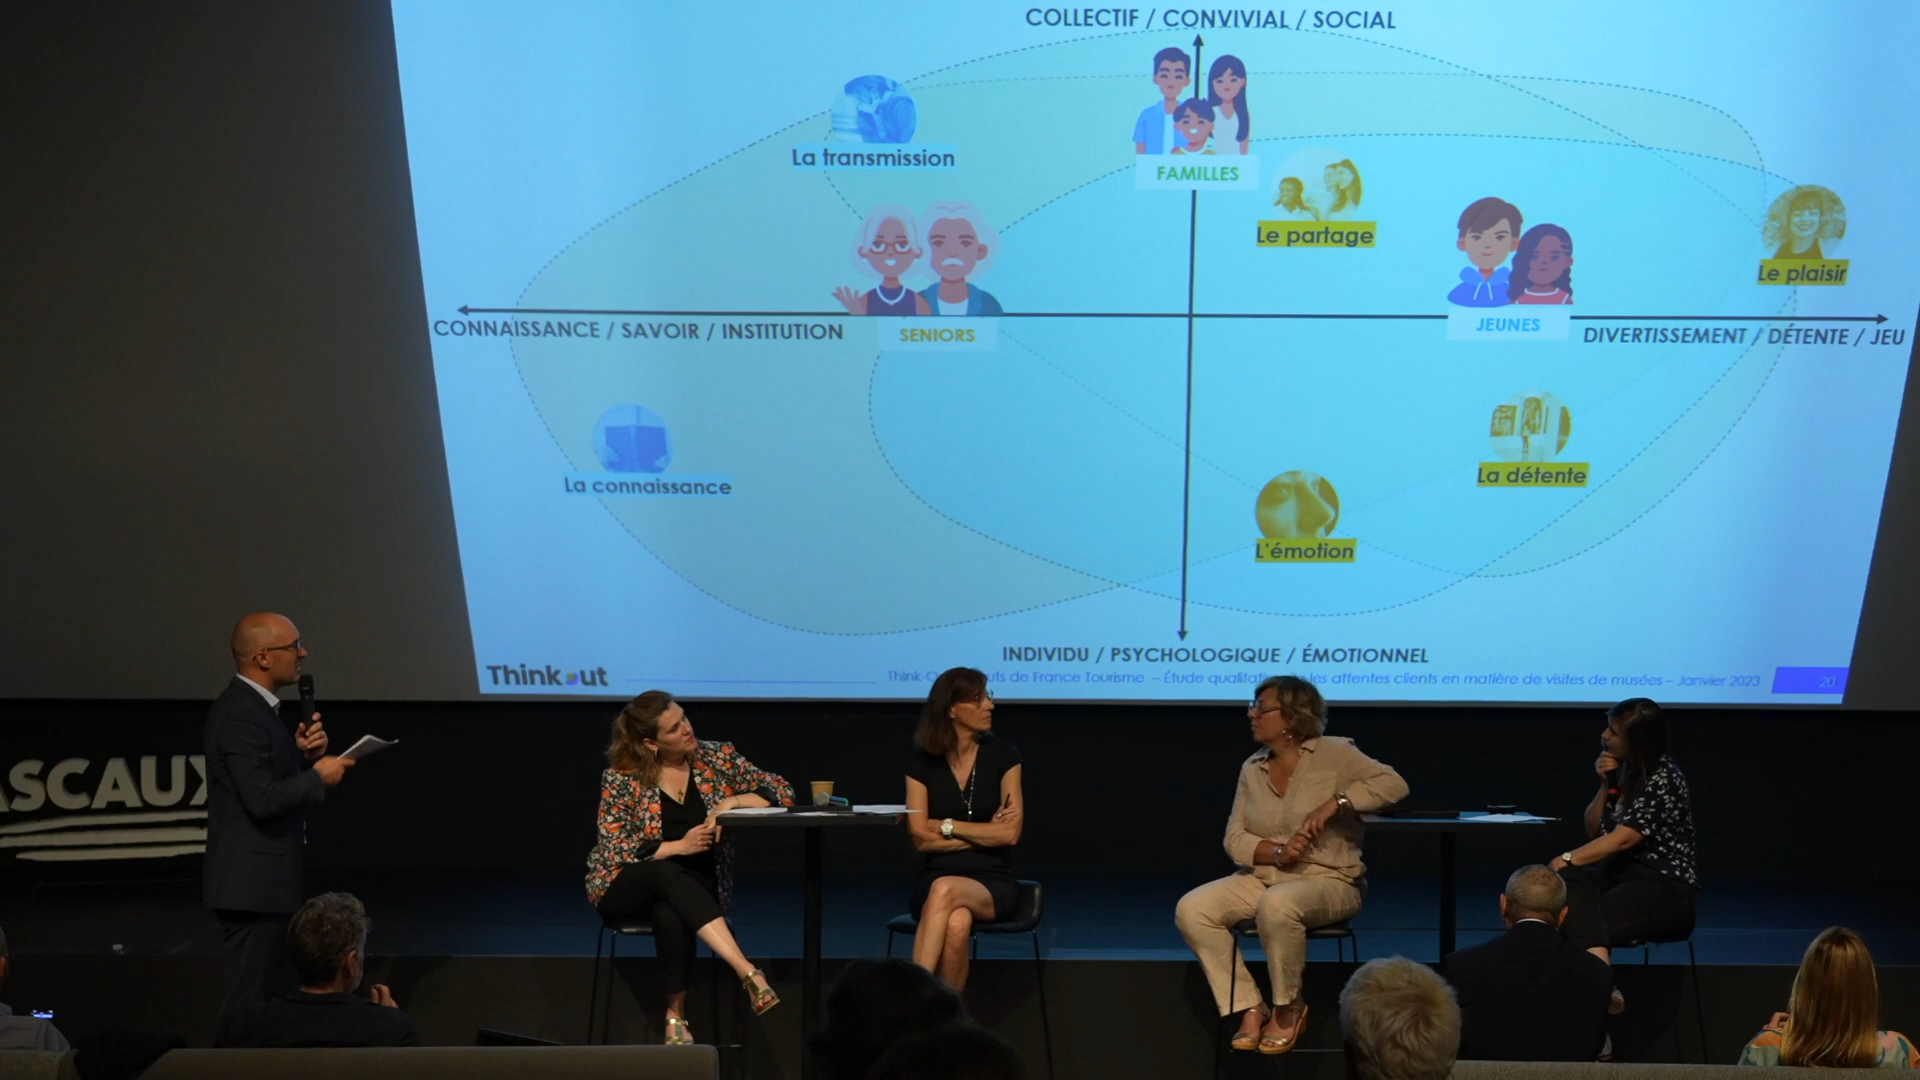 COLLECTIF / CONVIVIAL / SOCIAL
La transmission
FAMILLES
Le partage
Le plaisir
CONNAISSANCE / SAVOIR / INSTITUTION
SENIORS
JEUNES
DIVERTISSEMENT / DÉTENTE / JEU
La connaissance
La détente
L'émotion
INDIVIDU / PSYCHOLOGIQUE / ÉMOTIONNEL
Thinkout
Think-O uts de France Tourisme – Étude les attentes clients en matière de visites de musées – Janvier 2023
20
ASCAUX